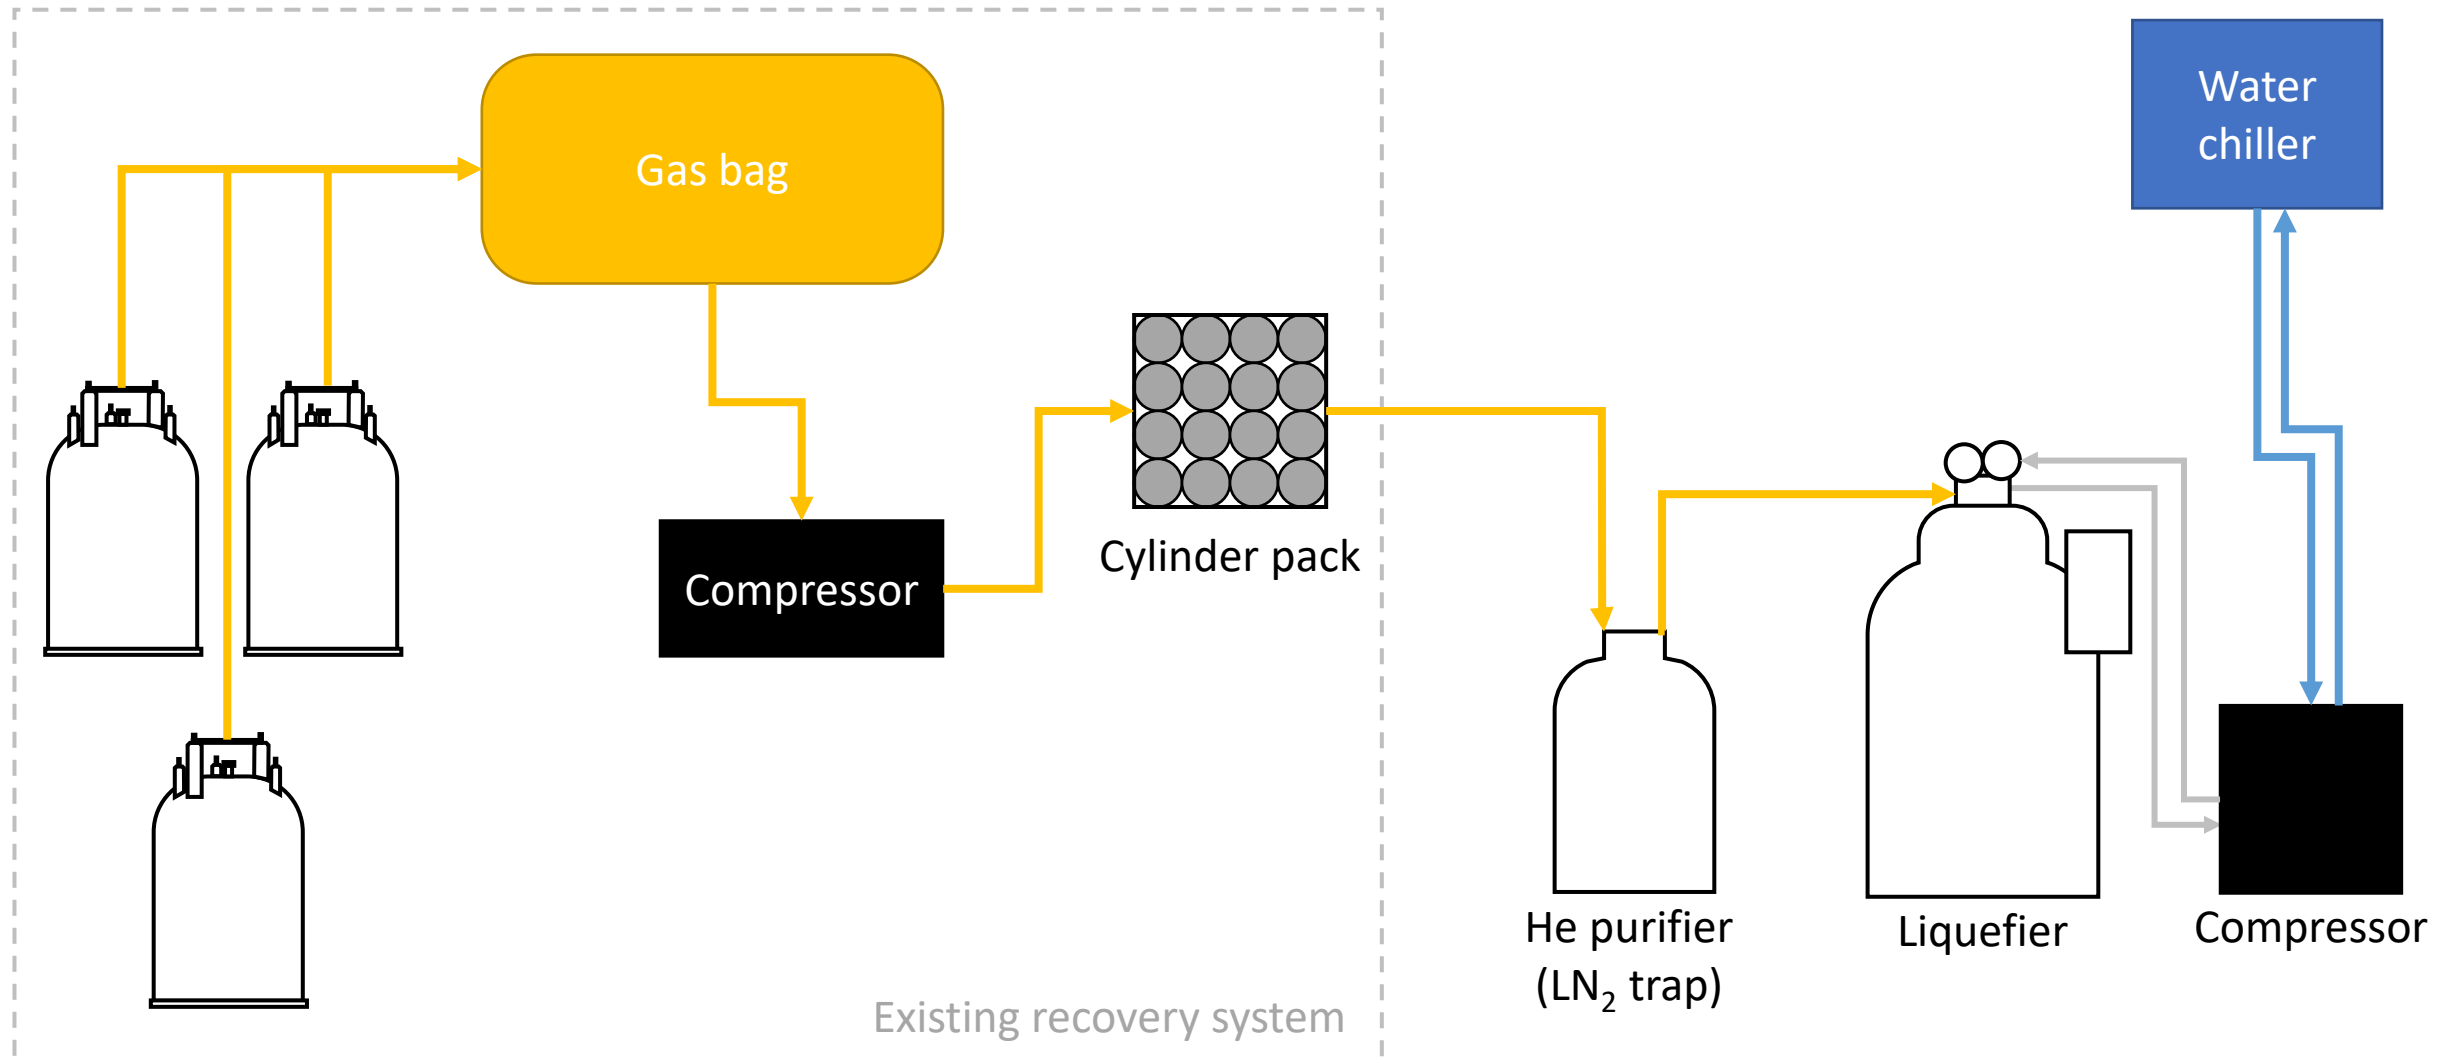 Water
chiller
Gas bag
Cylinder pack
Compressor
He purifier
(LN₂ trap)
Liquefier
Compressor
Existing recovery system